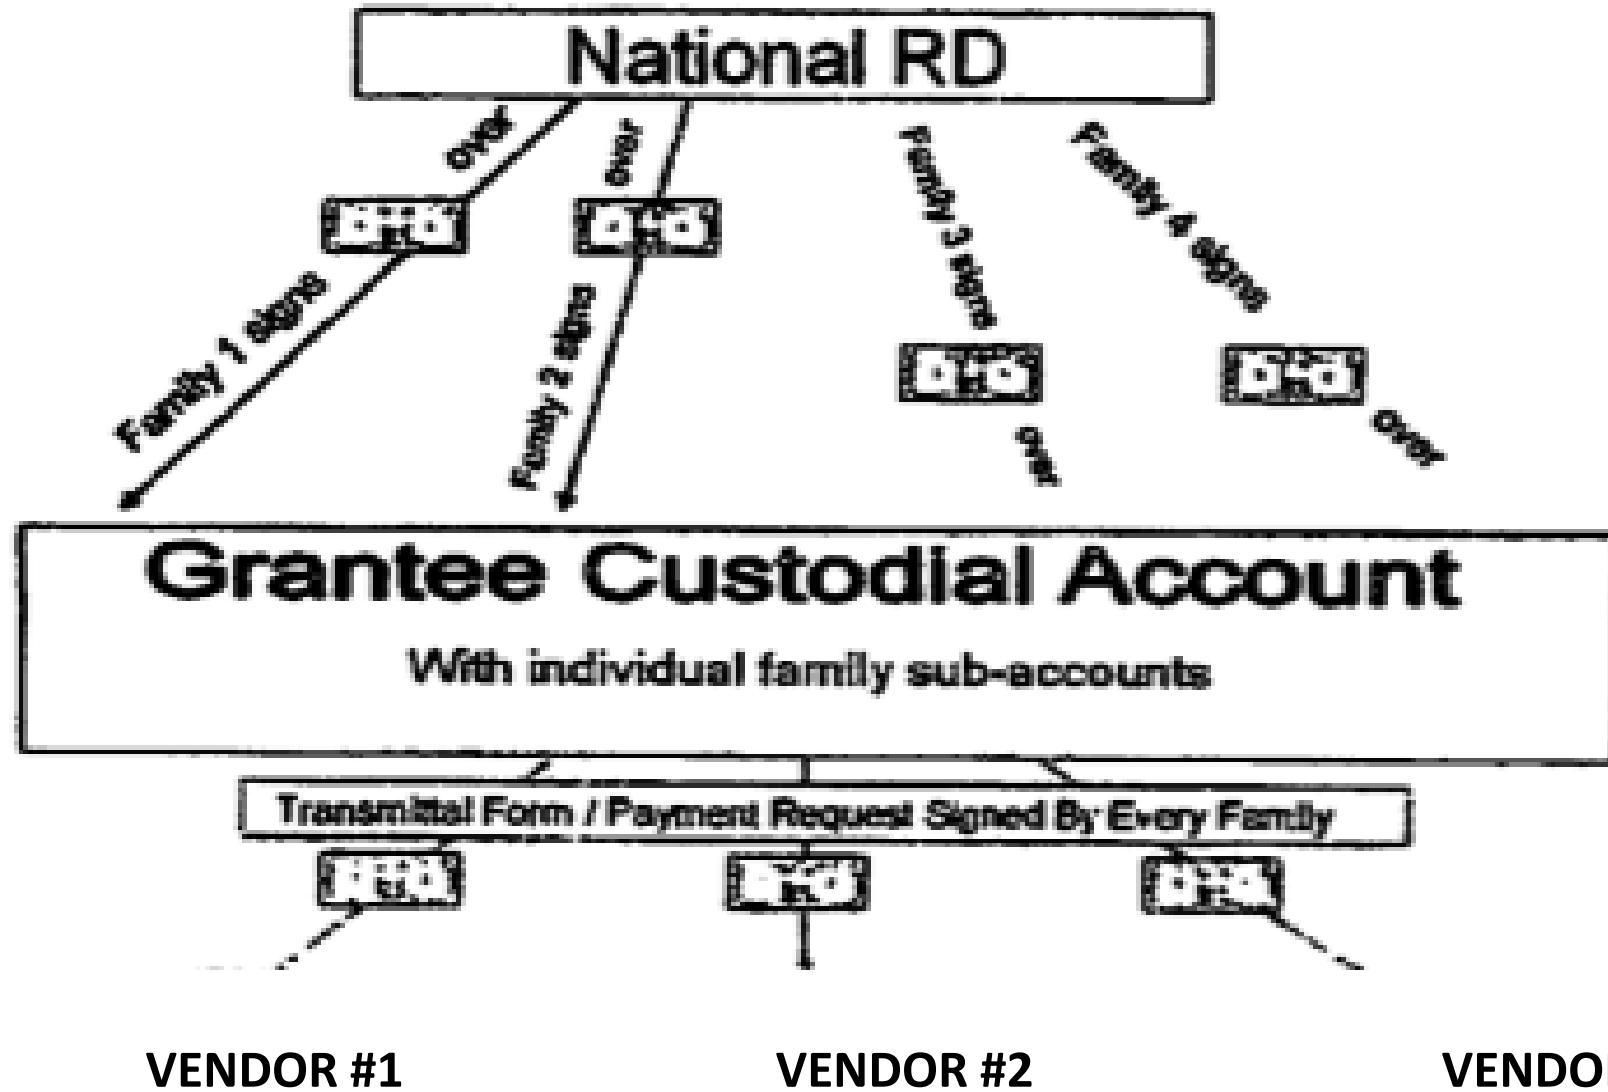 National RD
over
over
Family 1 signs
Family 2 signs
Family 3 signs
over
Family 4 signs
over
Grantee Custodial Account
With individual family sub-accounts
Transmittal Form / Payment Request Signed By Every Family
VENDOR #1
VENDOR #2
VENDO